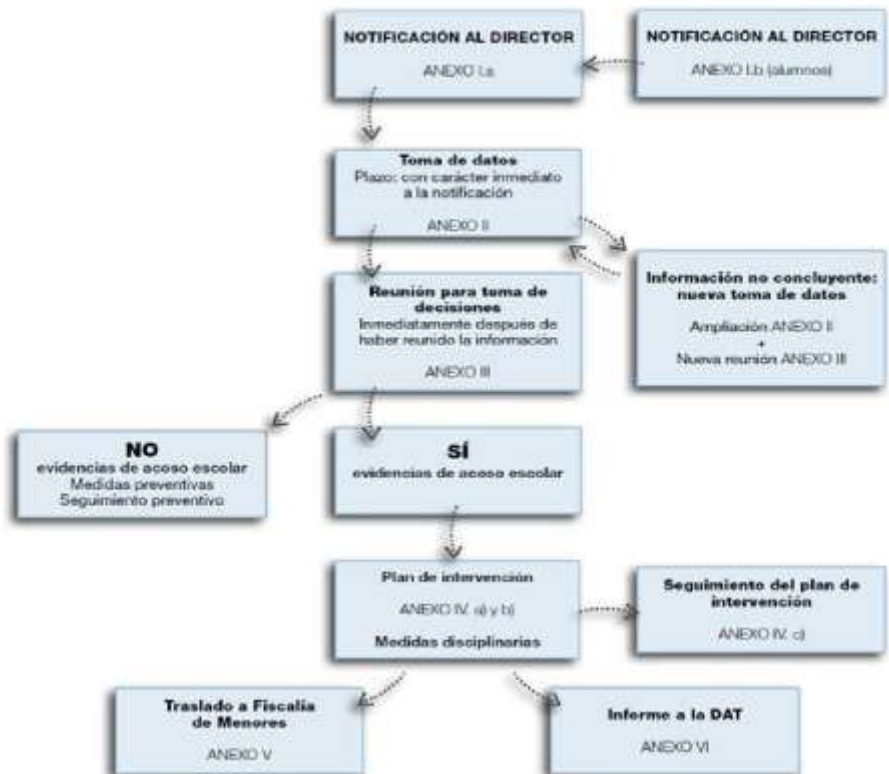 NOTIFICACIÓN AL DIRECTOR
ANEXO I.a
NOTIFICACIÓN AL DIRECTOR
ANEXO I.b (alumnos)
Toma de datos
Plazo: con carácter inmediato
a la notificación
ANEXO II
Información no concluyente:
nueva toma de datos
Ampliación ANEXO II
+
Nueva reunión ANEXO III
Reunión para toma de
decisiones
Inmediatamente después de
haber reunido la información
ANEXO III
NO
evidencias de acoso escolar
Medidas preventivas
Seguimiento preventivo
SÍ
evidencias de acoso escolar
Plan de intervención
ANEXO IV. a) y b)
Medidas disciplinarias
Seguimiento del plan de
intervención
ANEXO IV. c)
Traslado a Fiscalía
de Menores
ANEXO V
Informe a la DAT
ANEXO VI